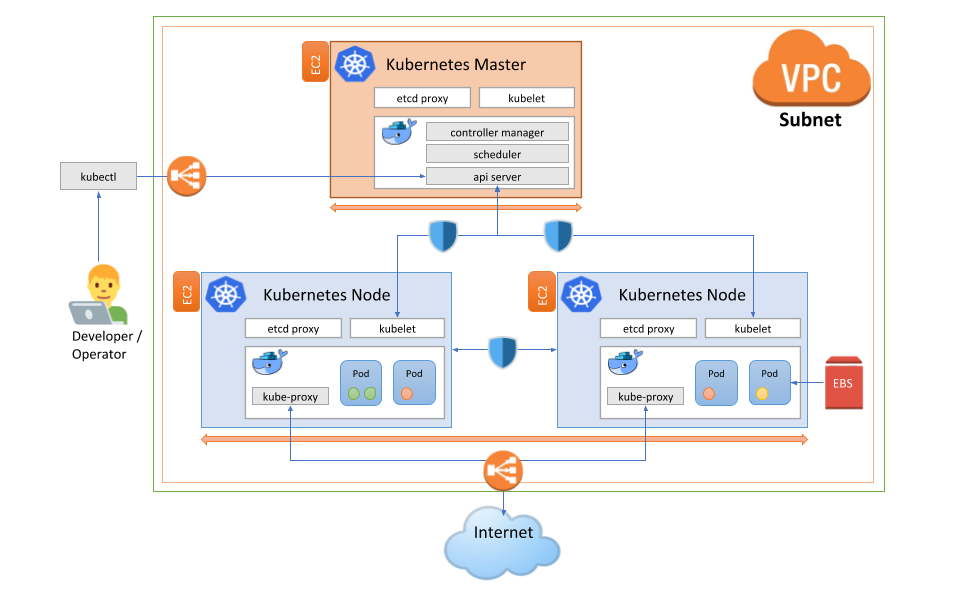 EC2
Kubernetes Master
etcd proxy
kubelet
controller manager
scheduler
api server
VPC
Subnet
kubectl
Developer /
Operator
EC2
Kubernetes Node
etcd proxy
kubelet
kube-proxy
Pod
Pod
EC2
Kubernetes Node
etcd proxy
kubelet
kube-proxy
Pod
Pod
EBS
Internet